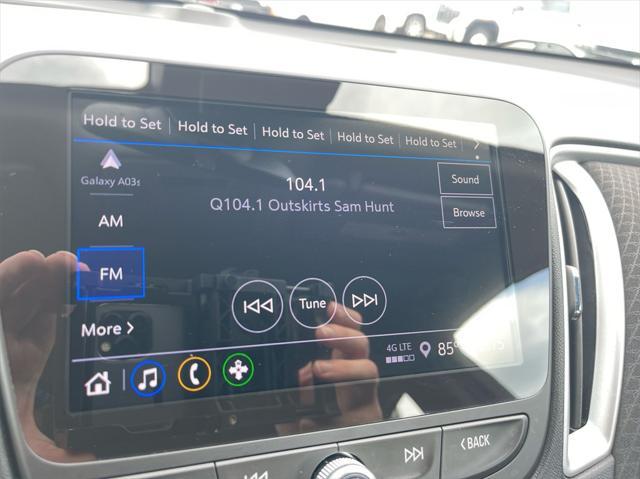 Hold to Set Hold to Set Hold to Set Hold to Set Hold to Set
Galaxy A03s
104.1
Sound
Q104.1 Outskirts Sam Hunt
Browse
AM
FM
Tune
More
4G LTE
85°
BACK